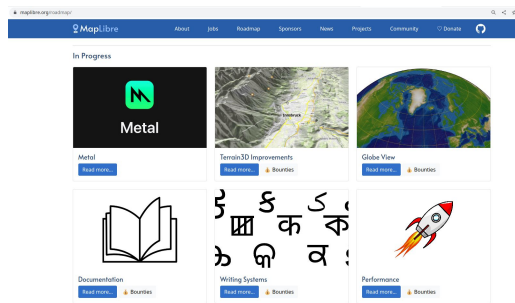 maplibre.org/roadmap/
MapLibre About Jobs Roadmap Sponsors News Projects Community Donate
In Progress
Metal
Innsbruck
Metal Terrain3D Improvements Globe View
Read more... Read more... Bounties Read more... Bounties
Documentation Writing Systems Performance
Read more... Bounties Read more... Bounties Read more... Bounties